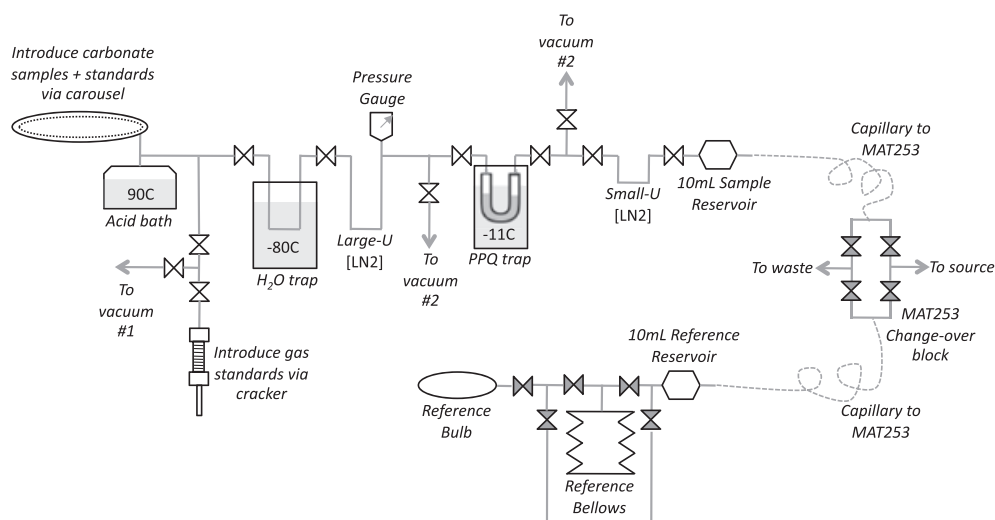 Introduce carbonate
samples + standards
via carousel
90C
Acid bath
To
vacuum
#1
Introduce gas
standards via
cracker
-80C
H2O trap
Pressure
Gauge
Large-U
[LN2]
To
vacuum
#2
-11C
PPQ trap
To
vacuum
#2
Small-U
[LN2]
10mL Sample
Reservoir
Capillary to
MAT253
To waste
To source
MAT253
Change-over
block
10mL Reference
Reservoir
Capillary to
MAT253
Reference
Bulb
Reference
Bellows